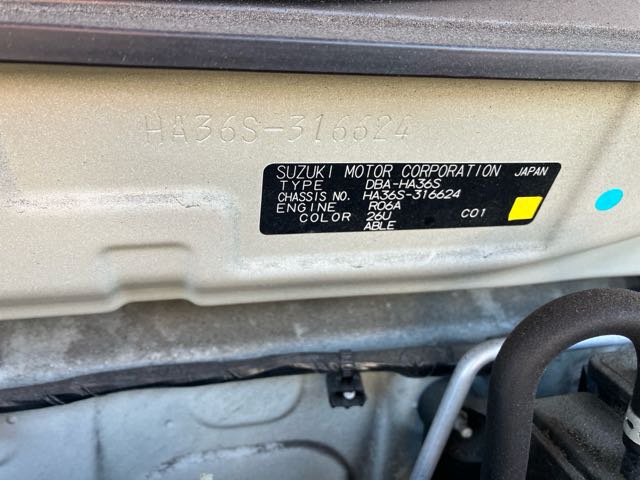 HA36S-316624
SUZUKI MOTOR CORPORATION JAPAN
TYPE DBA-HA36S
CHASSIS NO. HA36S-316624
ENGINE R06A
COLOR 26U C01
ABLE